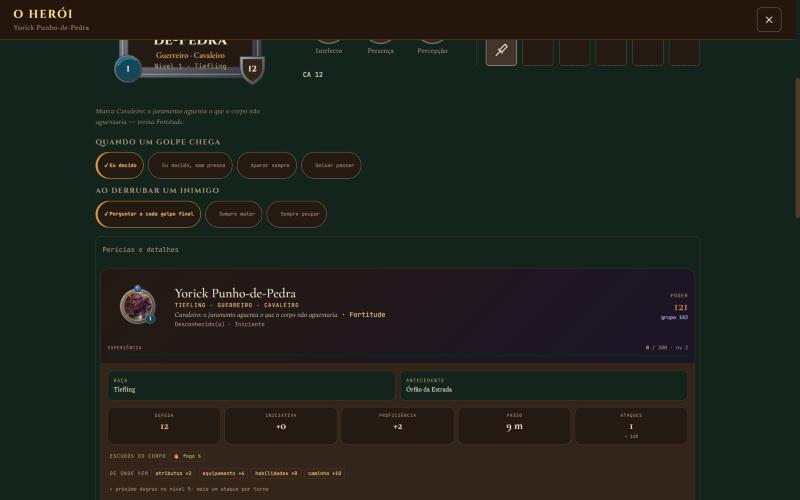 O HERÓI
Yorick Punho-de-Pedra
DE-PEDRA
Guerreiro · Cavaleiro
Nível 1 · Tiefling
1
12
Intelecto
Presença
Percepção
CA 12
Marca Cavaleiro: o juramento aguenta o que o corpo não
aguentaria — treina Fortitude.
QUANDO UM GOLPE CHEGA
✓ Eu decido
Eu decido, sem pressa
Aparar sempre
Deixar passar
AO DERRUBAR UM INIMIGO
✓ Perguntar a cada golpe final
Sempre matar
Sempre poupar
Perícias e detalhes
Yorick Punho-de-Pedra
TIEFLING · GUERREIRO · CAVALEIRO
Cavaleiro: o juramento aguenta o que o corpo não aguentaria · Fortitude
Desconhecido(a) · Iniciante
1
PODER
121
grupo 182
EXPERIÊNCIA
0 / 300 · nv 2
RAÇA
Tiefling
ANTECEDENTE
Órfão da Estrada
DEFESA
12
INICIATIVA
+0
PROFICIÊNCIA
+2
PASSO
9 m
ATAQUES
1
ESCUDOS DO CORPO
fogo 5
DE ONDE VEM
atributos +2
habilidades +8
caminho +10
• próximo degrau no nível 5: mais um ataque por turno